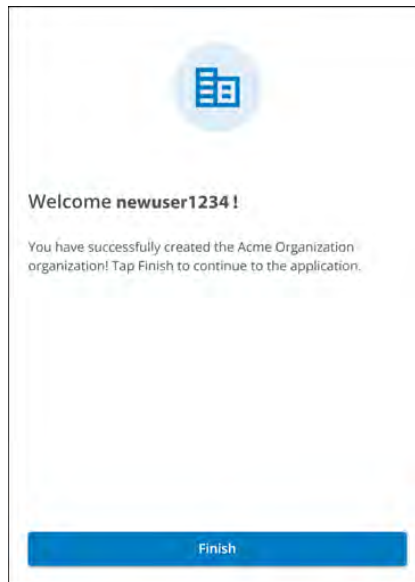 Welcome newuser1234!
You have successfully created the Acme Organization
organization! Tap Finish to continue to the application.
Finish